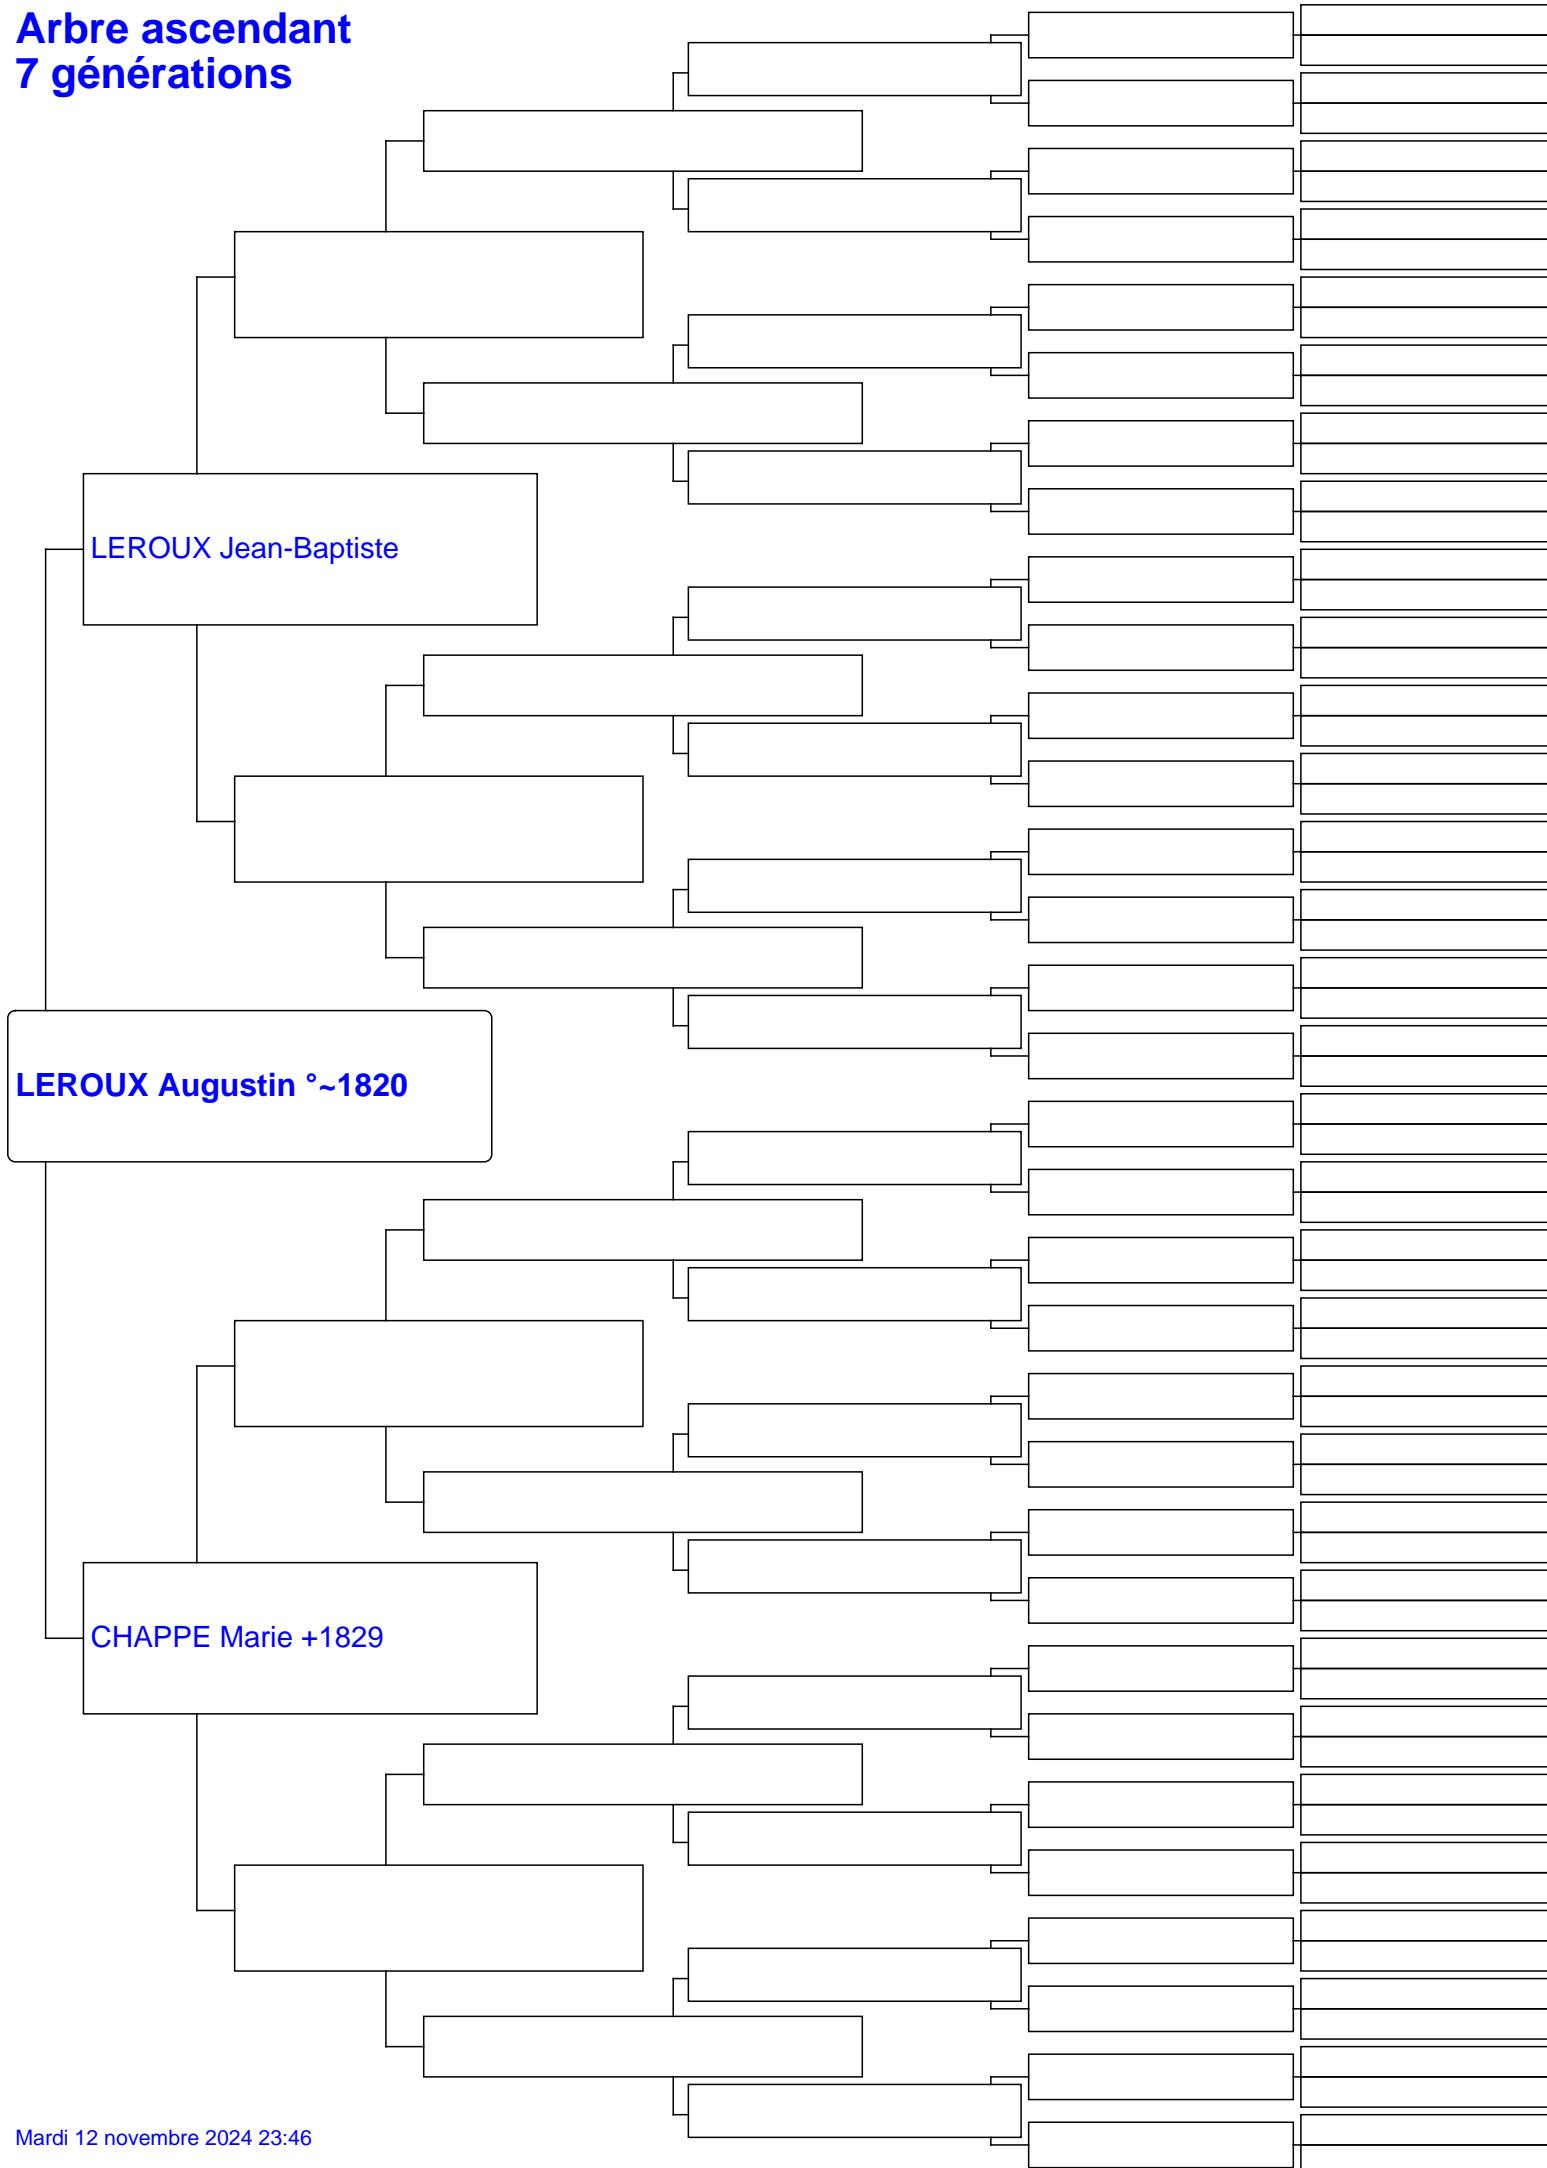 Arbre ascendant
7 générations
LEROUX Jean-Baptiste
LEROUX Augustin °~1820
CHAPPE Marie +1829
Mardi 12 novembre 2024 23:46